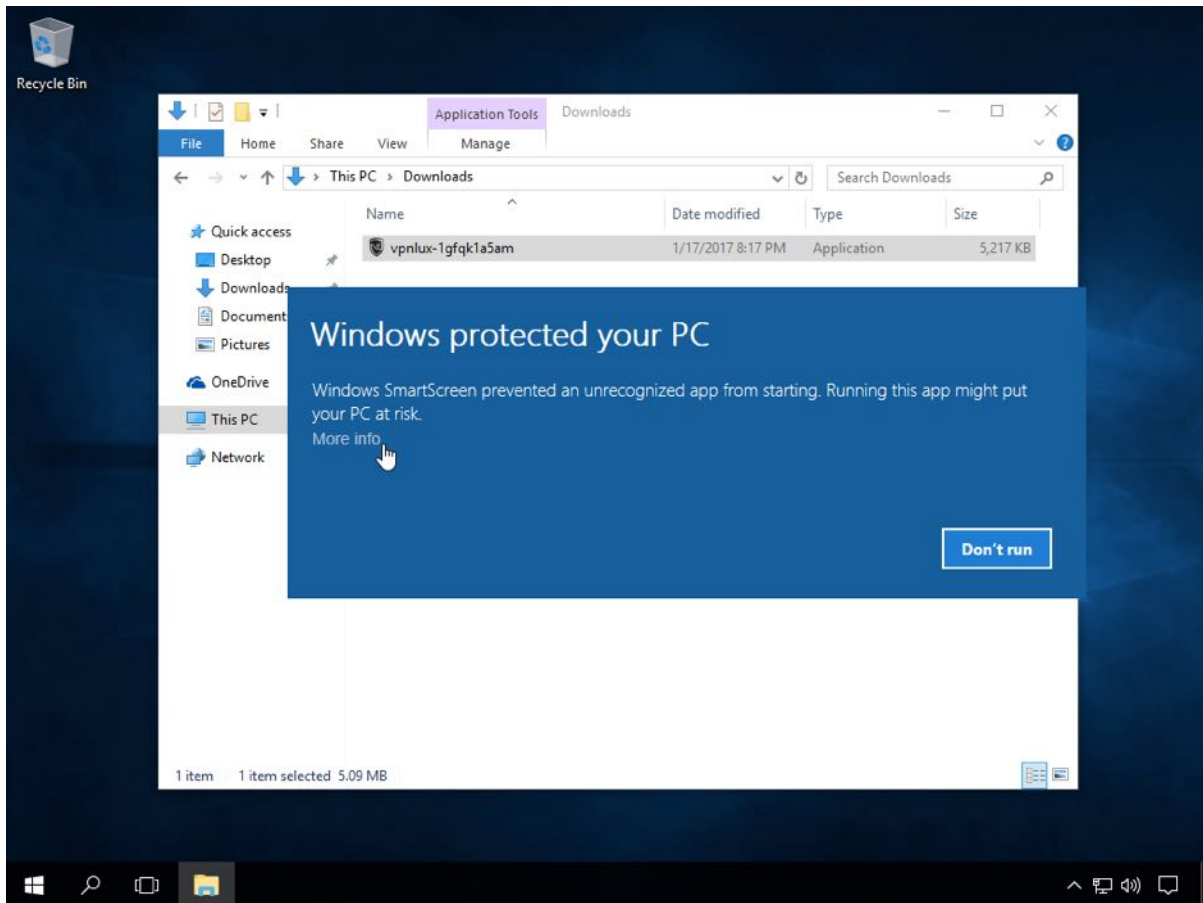 Recycle Bin
Application Tools
Downloads
File
Home
Share
View
Manage
This PC > Downloads
Search Downloads
Name
Date modified
Type
Size
Quick access
Desktop
Downloads
Document
Pictures
OneDrive
This PC
Network
vpnlux-1gfqk1a5am
1/17/2017 8:17 PM
Application
5,217 KB
Windows protected your PC
Windows SmartScreen prevented an unrecognized app from starting. Running this app might put
your PC at risk.
More info
Don't run
1 item
1 item selected 5.09 MB